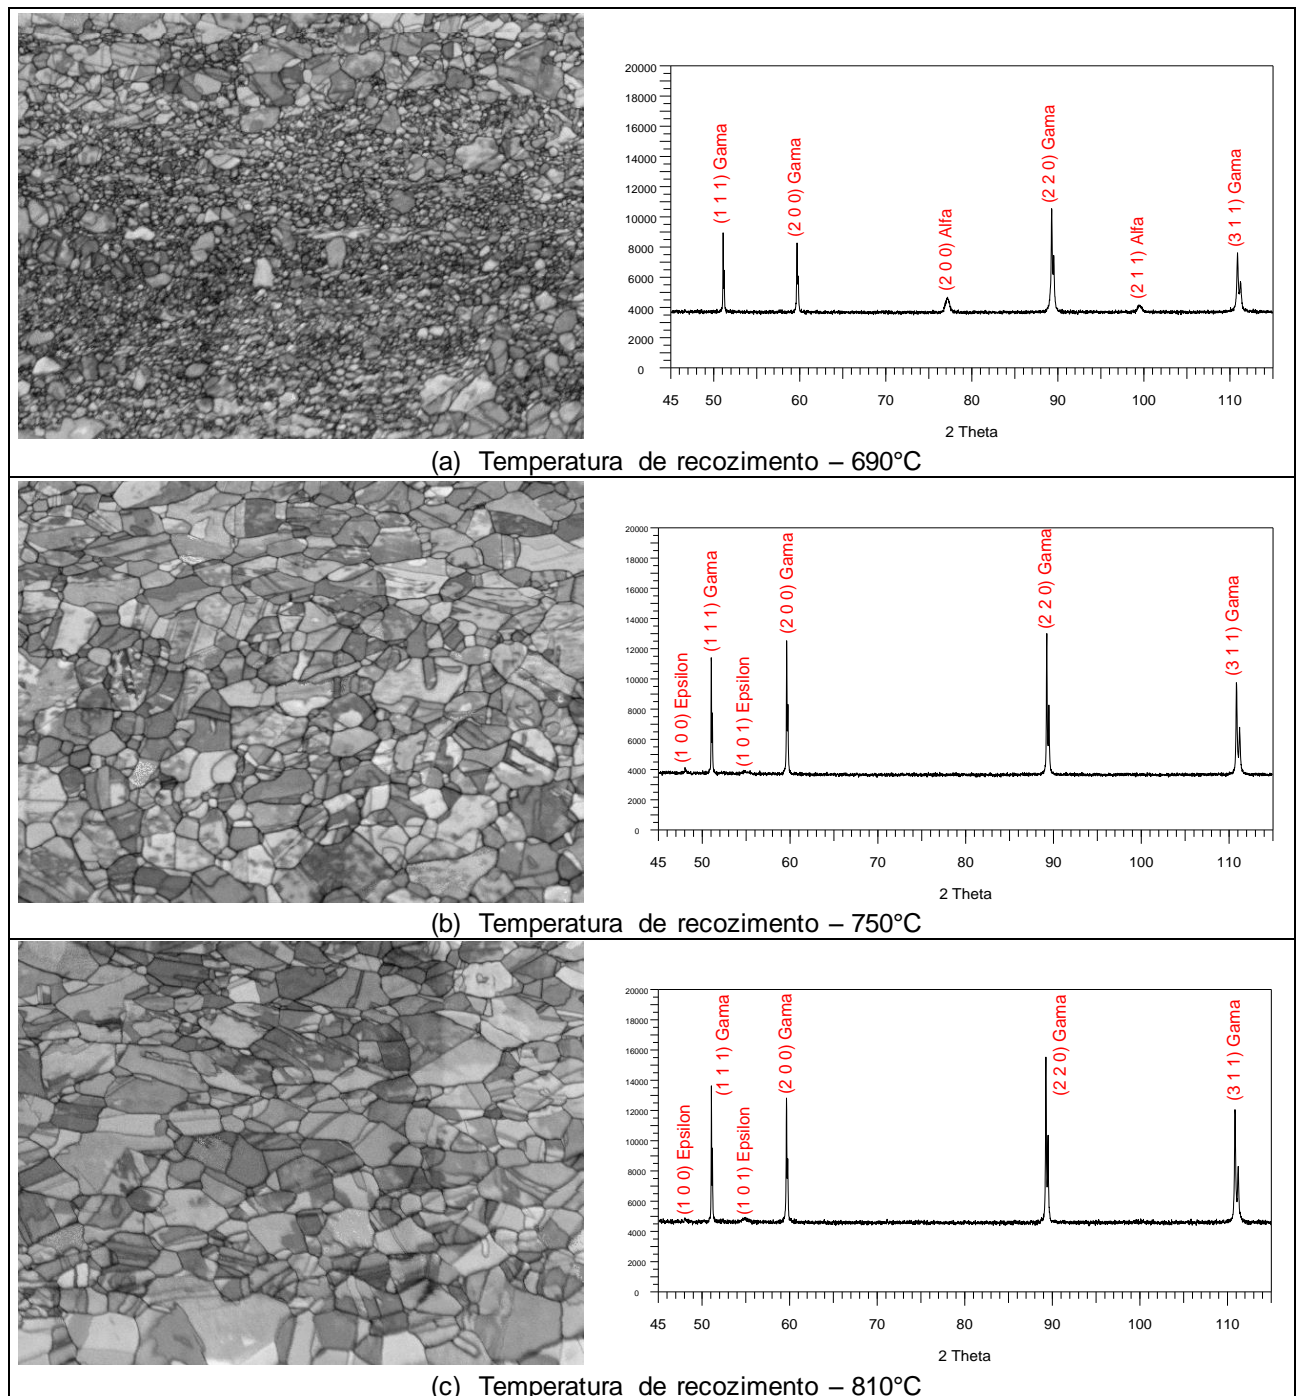 20000
18000
16000
14000
12000
10000
8000
6000
4000
2000
0
(1 1 1) Gama
(2 0 0) Gama
(2 0 0) Alfa
(2 2 0) Gama
(2 1 1) Alfa
(3 1 1) Gama
45 50 60 70 80 90 100 110
2 Theta
(a) Temperatura de recozimento – 690°C
20000
18000
16000
14000
12000
10000
8000
6000
4000
2000
0
(1 0 0) Epsilon
(1 1 1) Gama
(1 0 1) Epsilon
(2 0 0) Gama
(2 2 0) Gama
(3 1 1) Gama
45 50 60 70 80 90 100 110
2 Theta
(b) Temperatura de recozimento – 750°C
20000
18000
16000
14000
12000
10000
8000
6000
4000
2000
0
(1 0 0) Epsilon
(1 1 1) Gama
(1 0 1) Epsilon
(2 0 0) Gama
(2 2 0) Gama
(3 1 1) Gama
45 50 60 70 80 90 100 110
2 Theta
(c) Temperatura de recozimento – 810°C